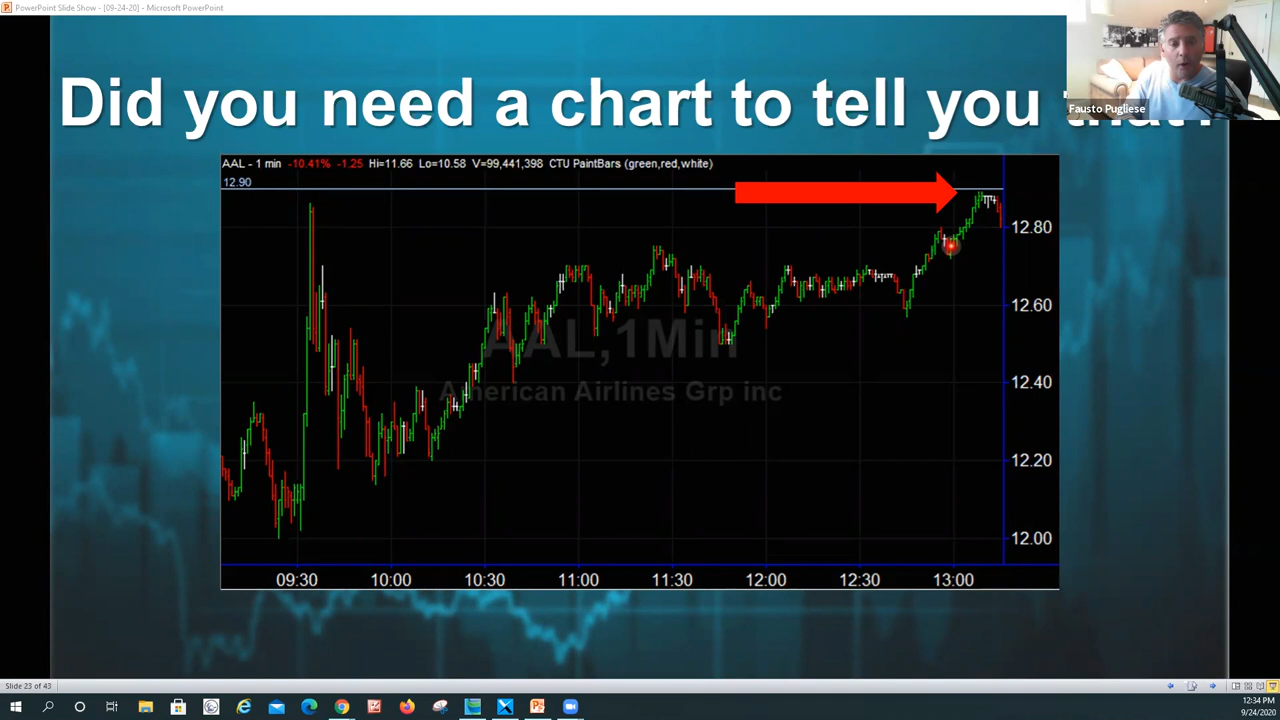 PowerPoint Slide Show - [09-24-20] - Microsoft PowerPoint
Fausto Pugliese
Did you need a chart to tell you that?
AAL - 1 min -10.41% -1.25 Hi=11.66 Lo=10.58 V=99,441,398 CTU PaintBars (green,red,white)
12.90
12.80
12.60
AAL,1Min
12.40
American Airlines Grp inc
12.20
12.00
09:30 10:00 10:30 11:00 11:30 12:00 12:30 13:00
Slide 23 of 43
12:34 PM
9/24/2020